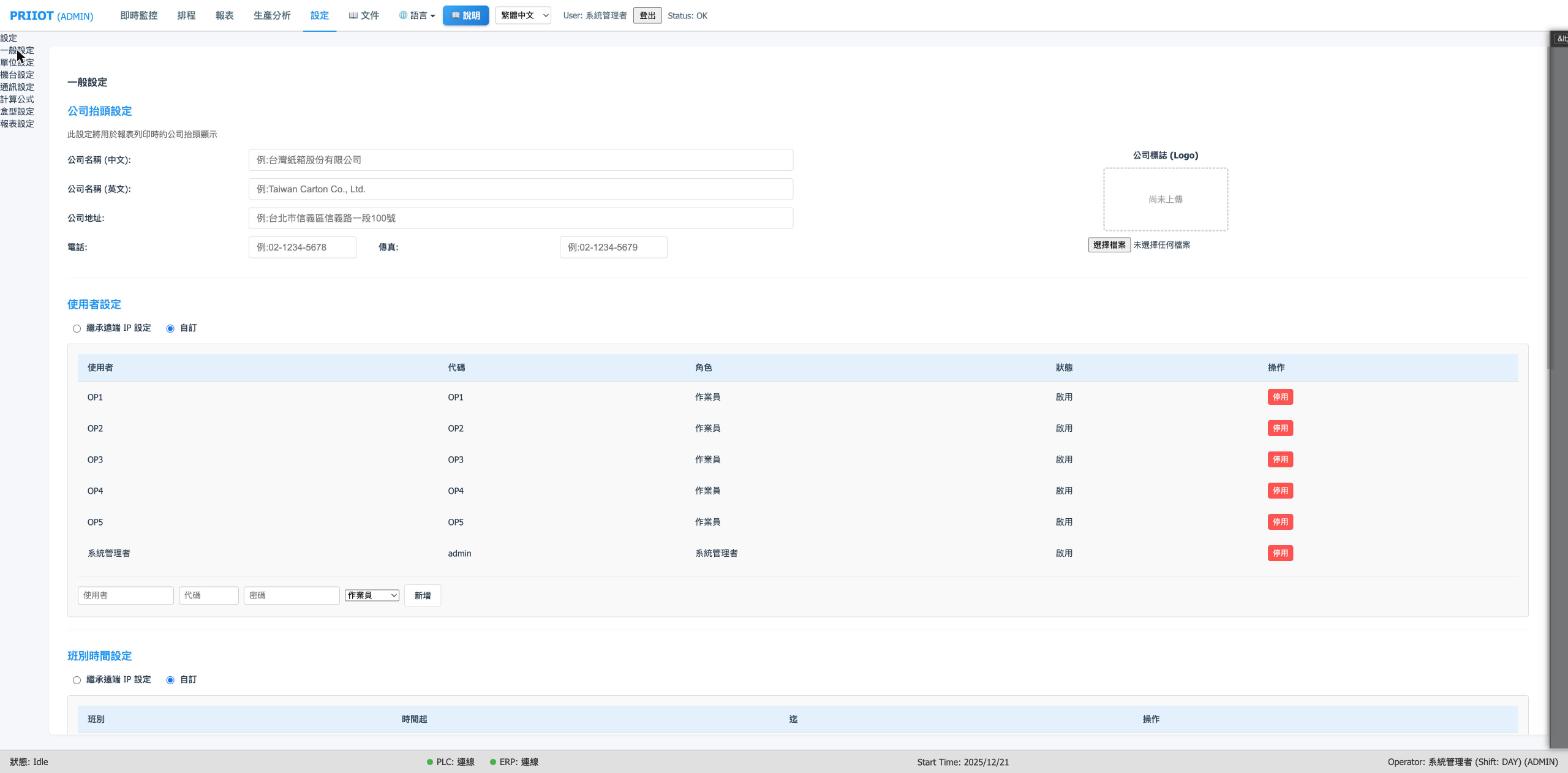 PRIIOT (ADMIN) 即時監控 排程 報表 生產分析 設定 文件 語言 說明 繁體中文 User: 系統管理者 登出 Status: OK
設定
一般設定
單位設定
機台設定
通訊設定
計算公式
盒型設定
報表設定
一般設定
公司抬頭設定
此設定將用於報表列印時的公司抬頭顯示
公司名稱 (中文): 例:台灣紙箱股份有限公司
公司名稱 (英文): 例:Taiwan Carton Co., Ltd.
公司地址: 例:台北市信義區信義路一段100號
電話: 例:02-1234-5678 傳真: 例:02-1234-5679
公司標誌 (Logo)
尚未上傳
選擇檔案 未選擇任何檔案
使用者設定
繼承遠端 IP 設定 自訂
使用者 代碼 角色 狀態 操作
OP1 OP1 作業員 啟用 停用
OP2 OP2 作業員 啟用 停用
OP3 OP3 作業員 啟用 停用
OP4 OP4 作業員 啟用 停用
OP5 OP5 作業員 啟用 停用
系統管理者 admin 系統管理者 啟用 停用
使用者 代碼 密碼 作業員 新增
班別時間設定
繼承遠端 IP 設定 自訂
班別 時間起 迄 操作
狀態: Idle PLC: 連線 ERP: 連線 Start Time: 2025/12/21 Operator: 系統管理者 (Shift: DAY) (ADMIN)